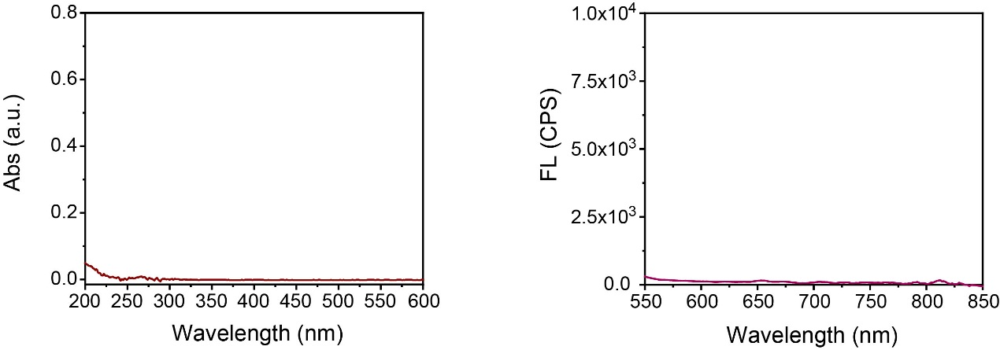 Abs (a.u.)
0.8
0.6
0.4
0.2
0.0
200 250 300 350 400 450 500 550 600
Wavelength (nm)
FL (CPS)
1.0x10⁴
7.5x10³
5.0x10³
2.5x10³
0.0
550 600 650 700 750 800 850
Wavelength (nm)